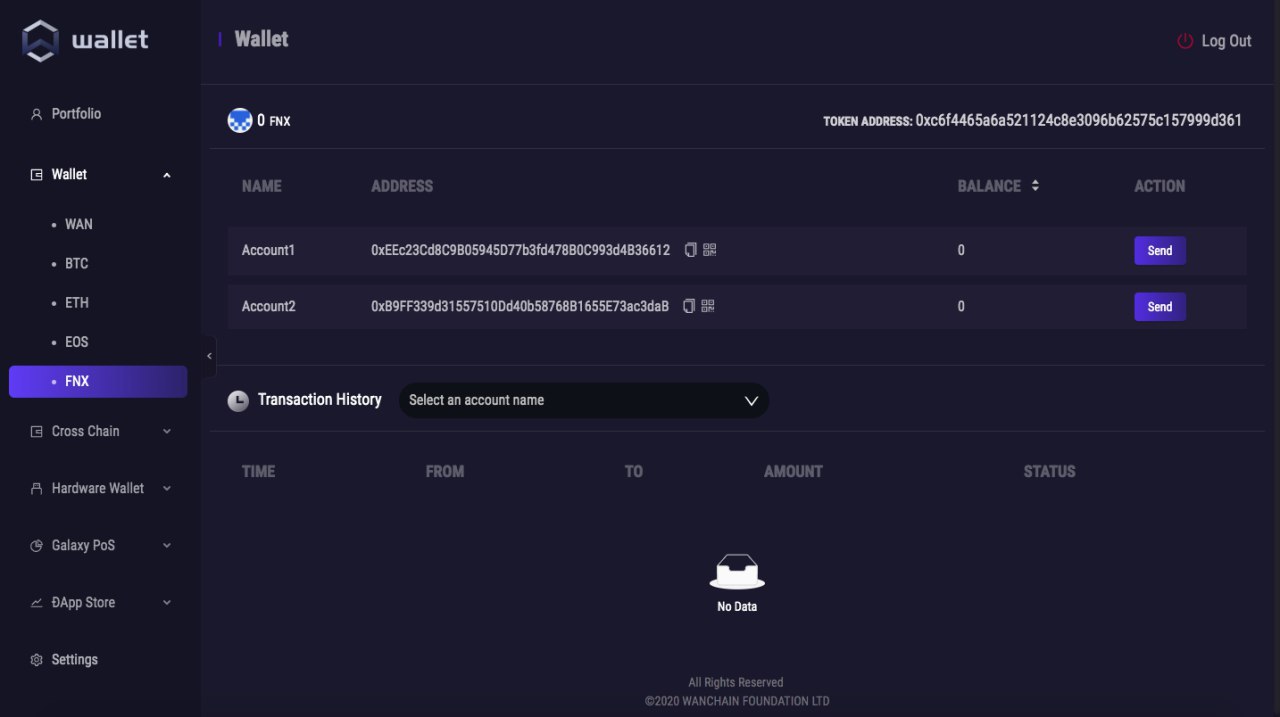 wallet
Wallet
Log Out
Portfolio
Wallet
WAN
BTC
ETH
EOS
FNX
Cross Chain
Hardware Wallet
Galaxy PoS
ĐApp Store
Settings
0 FNX
TOKEN ADDRESS: 0xc6f4465a6a521124c8e3096b62575c157999d361
NAME ADDRESS BALANCE ACTION
Account1 0xEEc23Cd8C9B05945D77b3fd478B0C993d4B36612 0 Send
Account2 0xB9FF339d31557510Dd40b58768B1655E73ac3daB 0 Send
Transaction History Select an account name
TIME FROM TO AMOUNT STATUS
No Data
All Rights Reserved
©2020 WANCHAIN FOUNDATION LTD